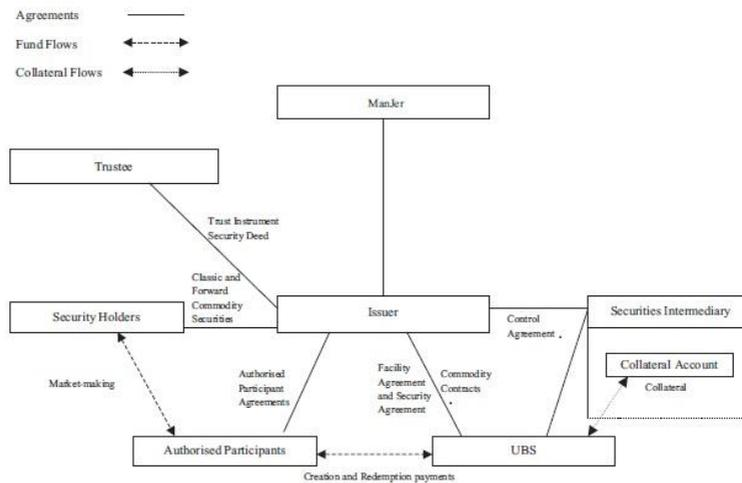 Agreements
Fund Flows
Collateral Flows
ManJer
Trustee
Trust Instrument
Security Deed
Classic and
Forward
Commodity
Securities
Security Holders
Issuer
Securities Intermediary
Control
Agreement
Collateral Account
Collateral
Market-making
Authorised
Participant
Agreements
Facility
Agreement
and Security
Agreement
Commodity
Contracts
Authorised Participants
UBS
Creation and Redemption payments